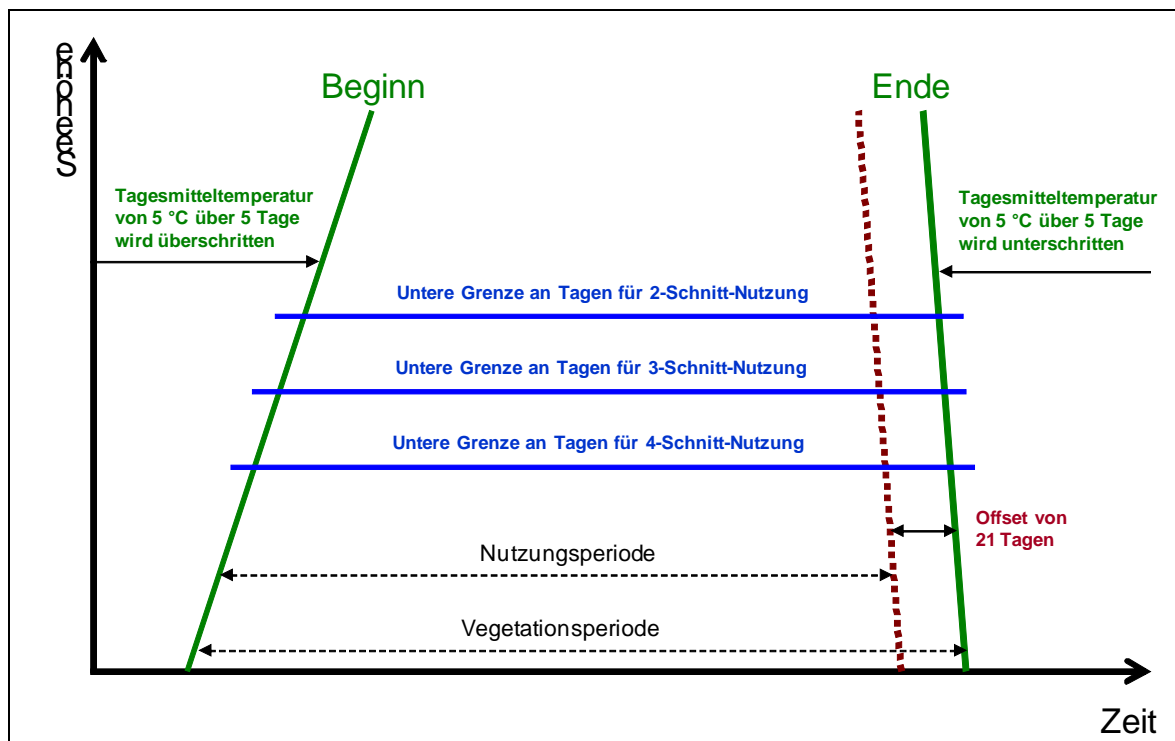 Seehöhe
Beginn
Ende
Tagesmitteltemperatur
von 5 °C über 5 Tage
wird überschritten
Tagesmitteltemperatur
von 5 °C über 5 Tage
wird unterschritten
Untere Grenze an Tagen für 2-Schnitt-Nutzung
Untere Grenze an Tagen für 3-Schnitt-Nutzung
Untere Grenze an Tagen für 4-Schnitt-Nutzung
Offset von
21 Tagen
Nutzungsperiode
Vegetationsperiode
Zeit